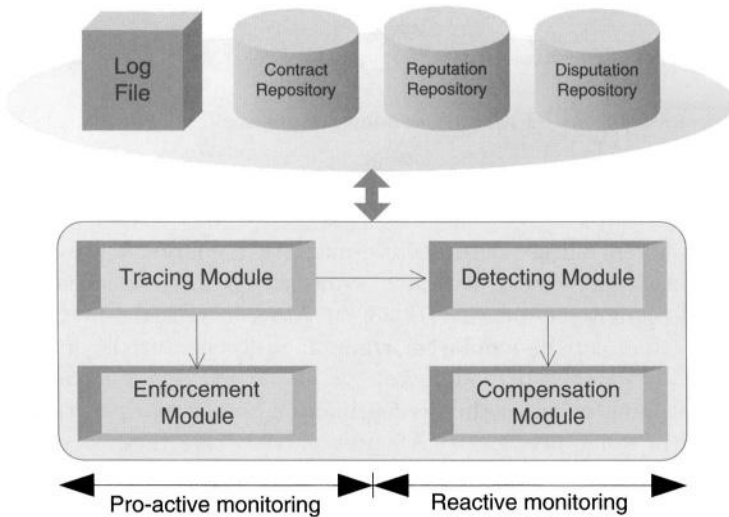 Log
File
Contract
Repository
Reputation
Repository
Disputation
Repository
Tracing Module
Detecting Module
Enforcement
Module
Compensation
Module
Pro-active monitoring
Reactive monitoring